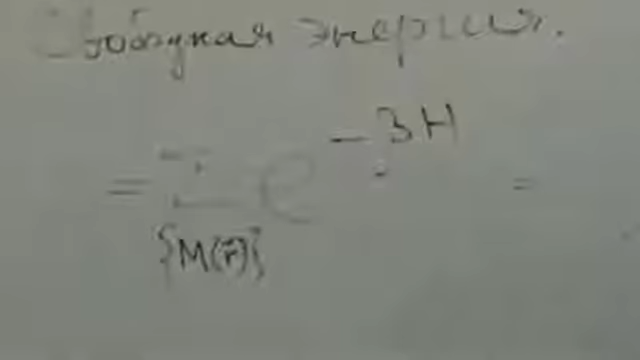 Свободная энергия.
= Σ e^{-βH} =
{M(r̄)}